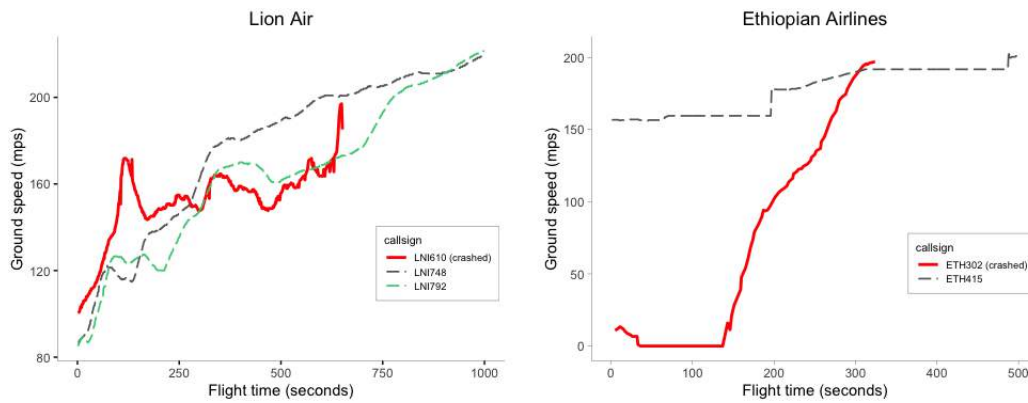 Lion Air
Ground speed (mps)
200
160
120
80
0
250
500
750
1000
Flight time (seconds)
callsign
LNI610 (crashed)
LNI748
LNI792
Ethiopian Airlines
Ground speed (mps)
200
150
100
50
0
0
100
200
300
400
500
Flight time (seconds)
callsign
ETH302 (crashed)
ETH415